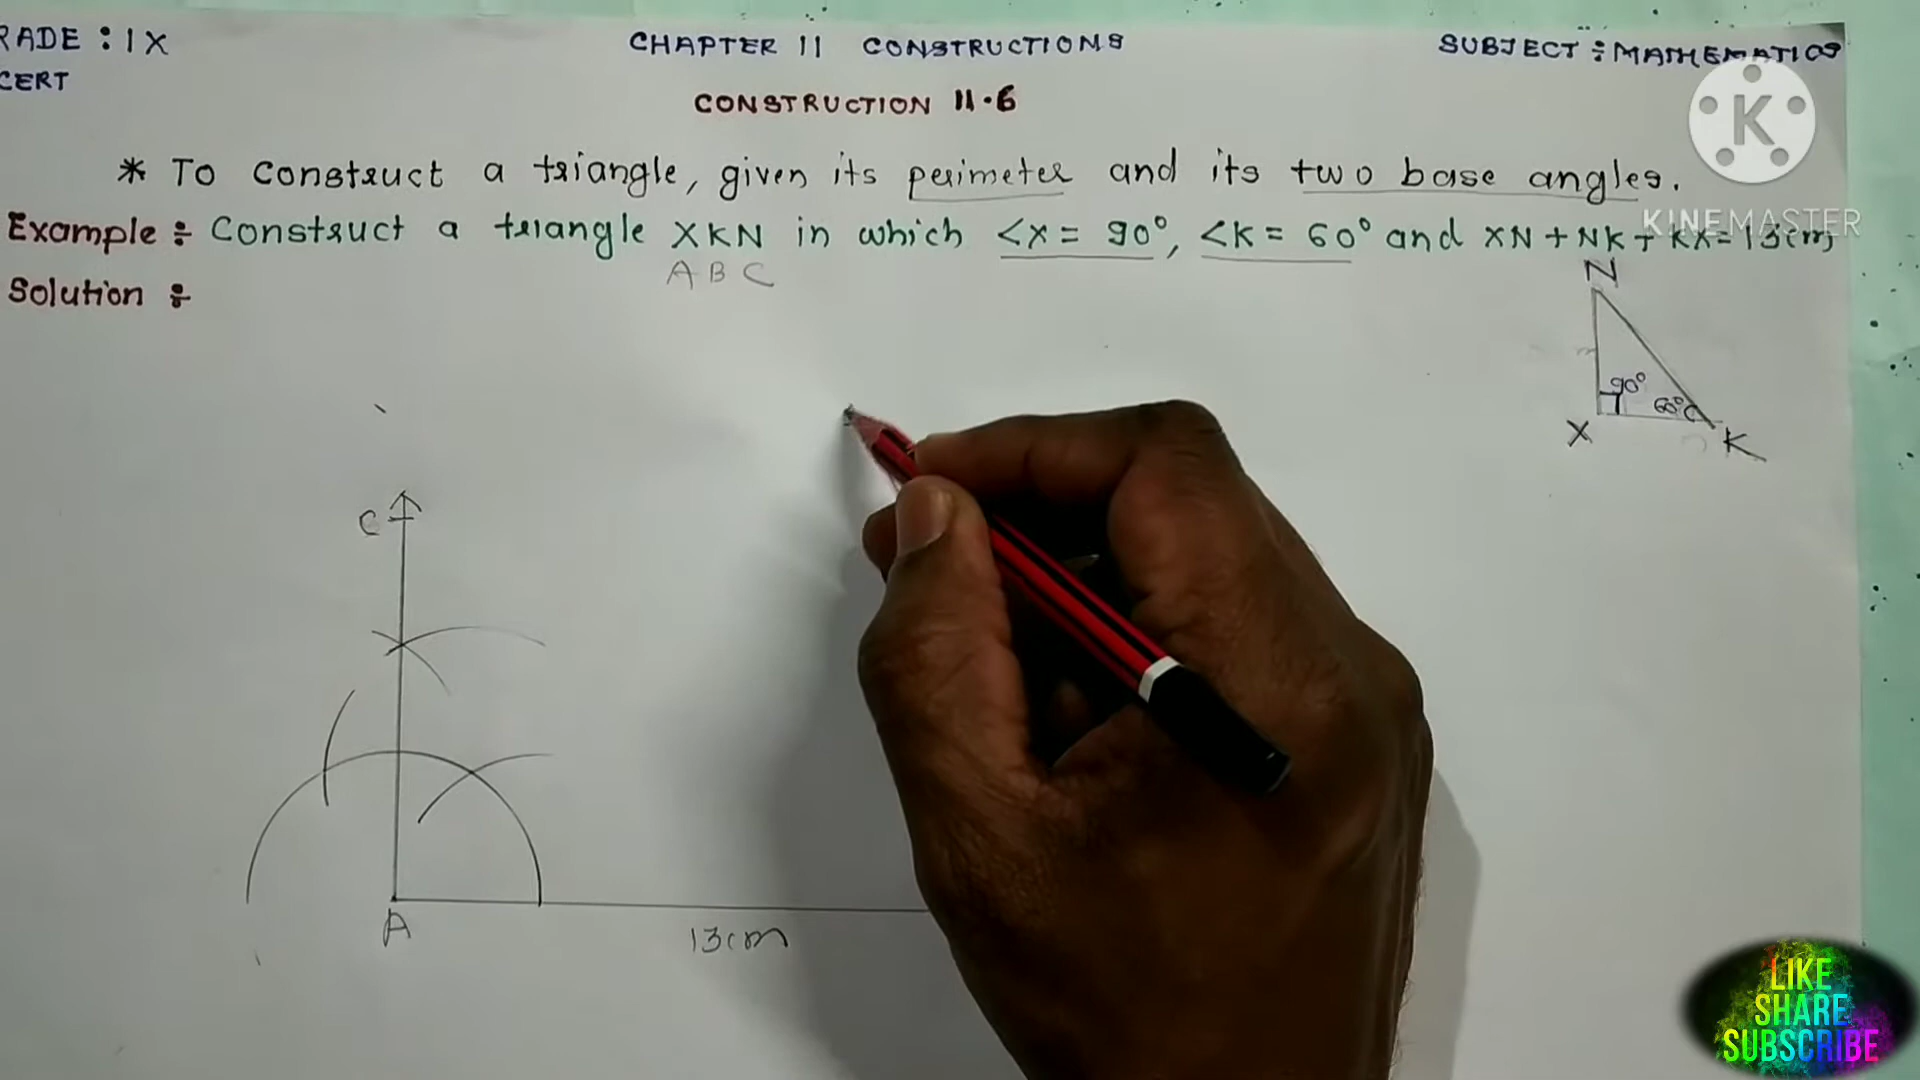 RADE : IX CHAPTER 11 CONSTRUCTIONS SUBJECT : MATHEMATICS
CERT
CONSTRUCTION 11.6
K
* To construct a triangle, given its perimeter and its two base angles.
KINEMASTER
Example :- Construct a triangle XKN in which <X = 90°, <K = 60° and XN + NK + KX = 13cm
A B C
Solution :-
N
90°
60°
X
K
C
A
13cm
LIKE
SHARE
SUBSCRIBE